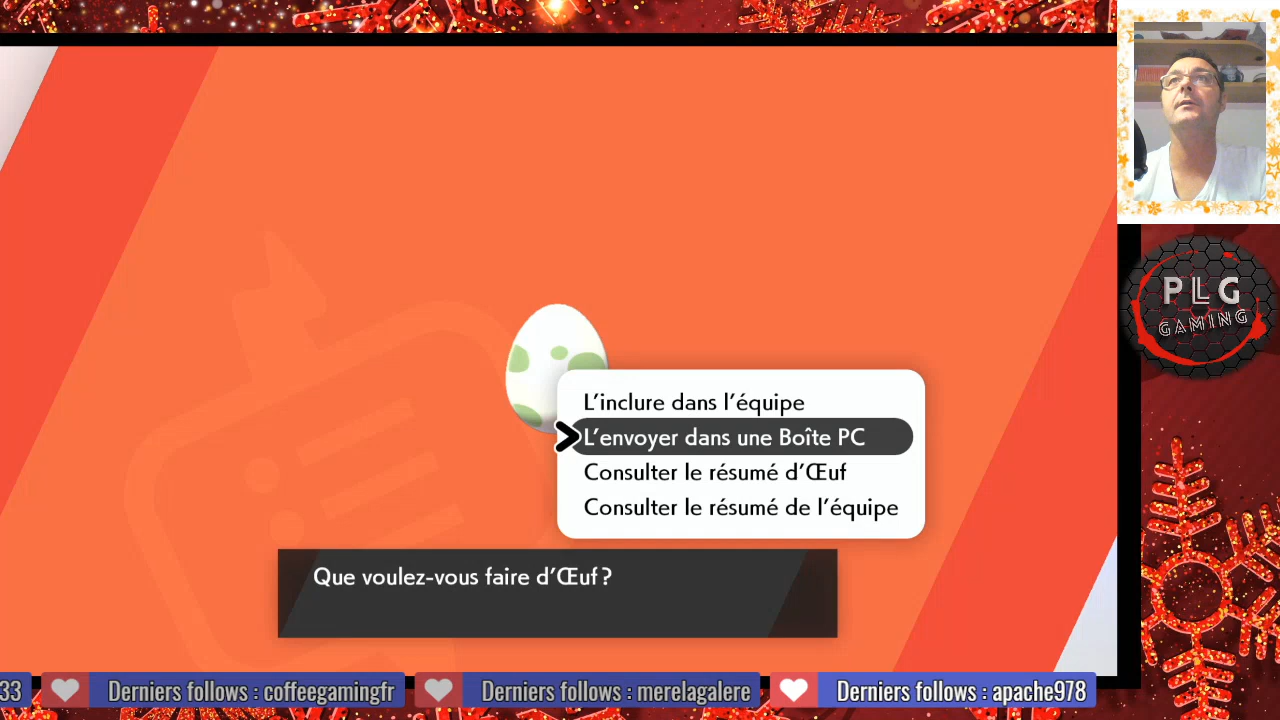 PLG
GAMING
L'inclure dans l'équipe
L'envoyer dans une Boîte PC
Consulter le résumé d'Œuf
Consulter le résumé de l'équipe
Que voulez-vous faire d'Œuf ?
33 Derniers follows : coffeegamingfr Derniers follows : merelagalere Derniers follows : apache978